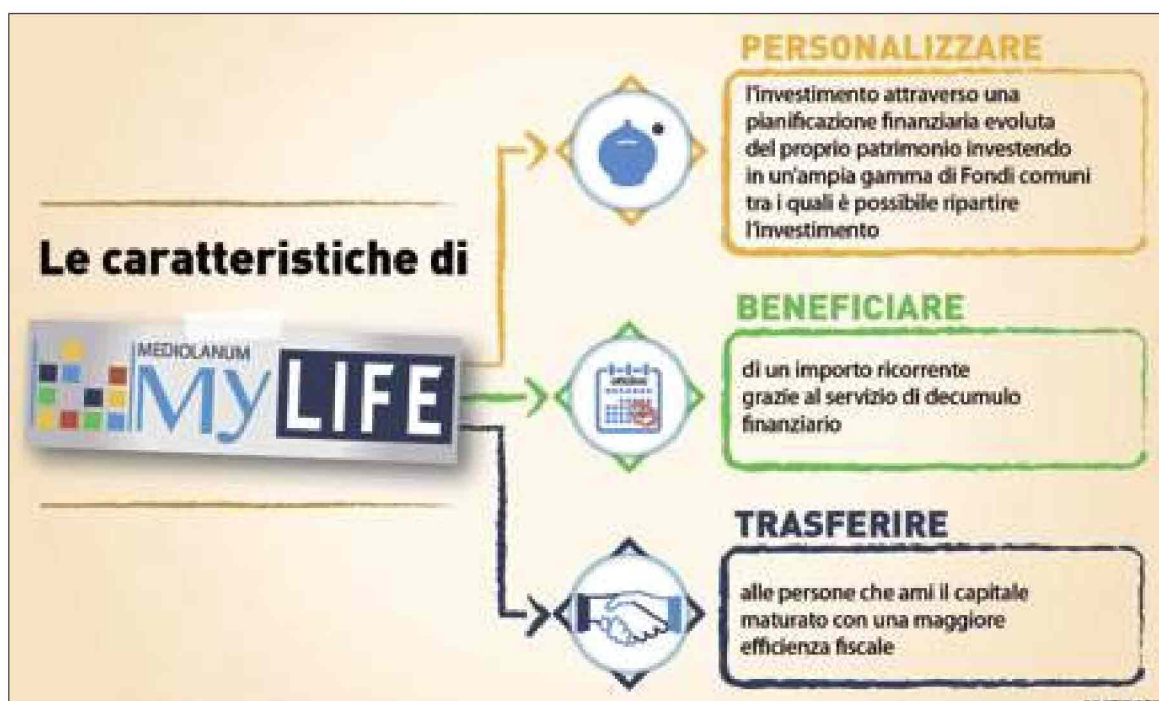 PERSONALIZZARE
l'investimento attraverso una
pianificazione finanziaria evoluta
del proprio patrimonio investendo
in un'ampia gamma di Fondi comuni
tra i quali è possibile ripartire
l'investimento
Le caratteristiche di
MEDIOLANUM
My LIFE
BENEFICIARE
di un importo ricorrente
grazie al servizio di decumulo
finanziario
TRASFERIRE
alle persone che ami il capitale
maturato con una maggiore
efficienza fiscale